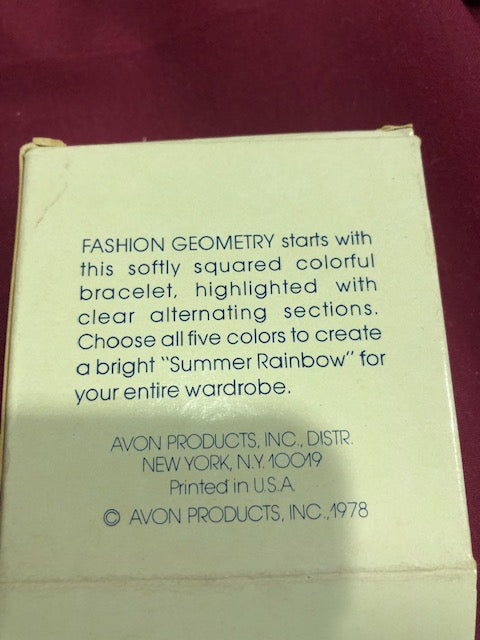 FASHION GEOMETRY starts with
this softly squared colorful
bracelet, highlighted with
clear alternating sections.
Choose all five colors to create
a bright "Summer Rainbow" for
your entire wardrobe.
AVON PRODUCTS, INC., DISTR.
NEW YORK, N.Y. 10019
Printed in U.S.A.
© AVON PRODUCTS, INC., 1978